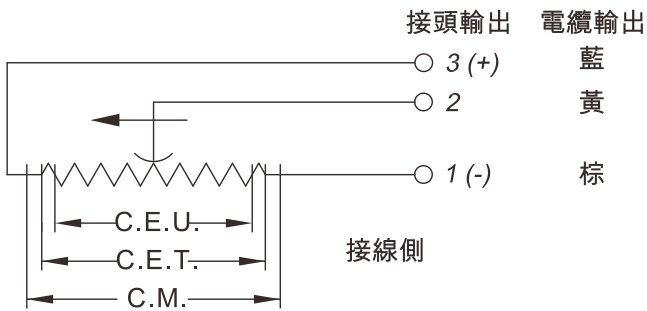 接頭輸出 電纜輸出
3 (+) 藍
2 黃
1 (-) 棕
C.E.U.
C.E.T.
接線側
C.M.